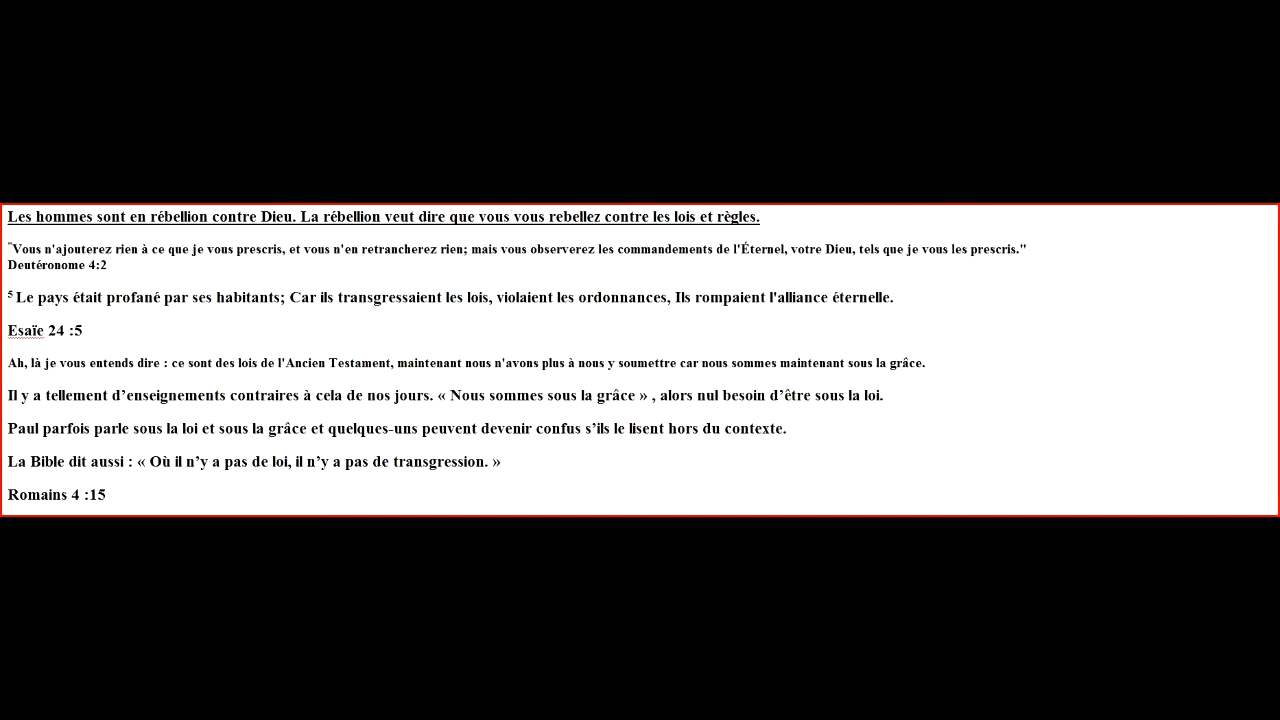 Les hommes sont en rébellion contre Dieu. La rébellion veut dire que vous vous rebellez contre les lois et règles.
"Vous n'ajouterez rien à ce que je vous prescris, et vous n'en retrancherez rien; mais vous observerez les commandements de l'Éternel, votre Dieu, tels que je vous les prescris."
Deutéronome 4:2
5 Le pays était profané par ses habitants; Car ils transgressaient les lois, violaient les ordonnances, Ils rompaient l'alliance éternelle.
Esaïe 24 :5
Ah, là je vous entends dire : ce sont des lois de l'Ancien Testament, maintenant nous n'avons plus à nous y soumettre car nous sommes maintenant sous la grâce.
Il y a tellement d’enseignements contraires à cela de nos jours. « Nous sommes sous la grâce » , alors nul besoin d’être sous la loi.
Paul parfois parle sous la loi et sous la grâce et quelques-uns peuvent devenir confus s’ils le lisent hors du contexte.
La Bible dit aussi : « Où il n’y a pas de loi, il n’y a pas de transgression. »
Romains 4 :15